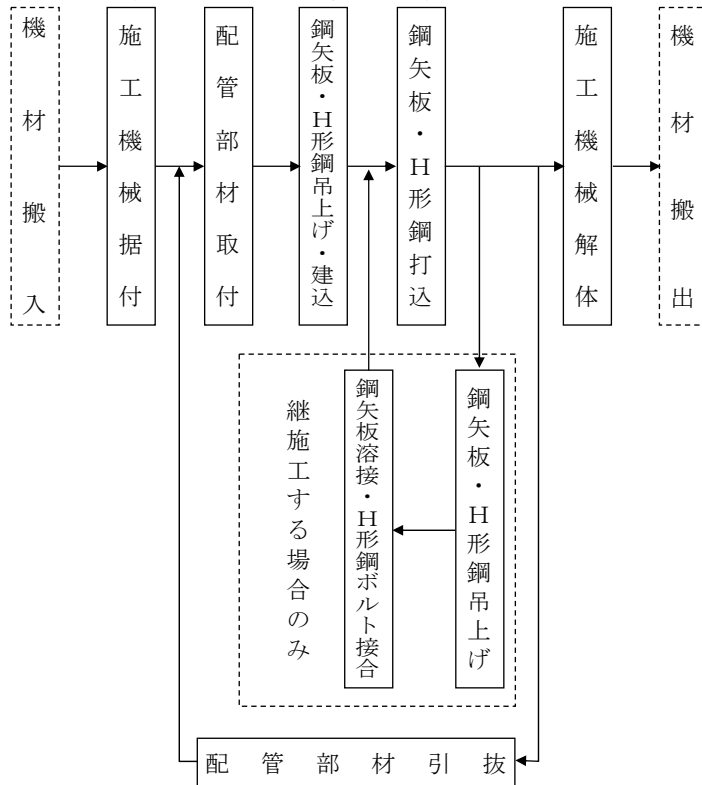 機材搬入
施工機械据付
配管部材取付
鋼矢板・H形鋼吊上げ・建込
鋼矢板・H形鋼打込
施工機械解体
機材搬出
継施工する場合のみ
鋼矢板溶接・H形鋼ボルト接合
鋼矢板・H形鋼吊上げ
配管部材引抜